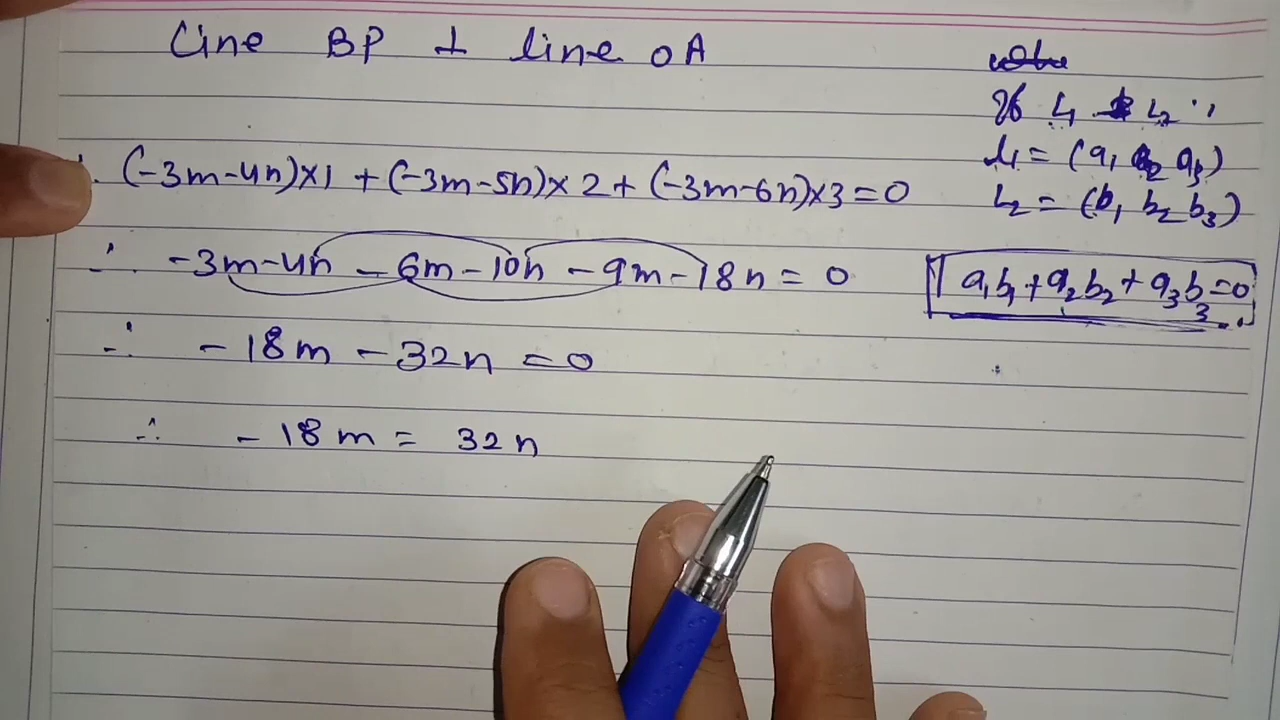 Line BP ⊥ line OA
∴ (-3m-4n)×1 + (-3m-5n)×2 + (-3m-6n)×3 = 0
∴ -3m-4n - 6m - 10n - 9m - 18n = 0
∴ - 18m - 32n = 0
∴ - 18m = 32n
If L₁ L₂
L₁ = (a₁ a₂ a₃)
L₂ = (b₁ b₂ b₃)
a₁b₁ + a₂b₂ + a₃b₃ = 0